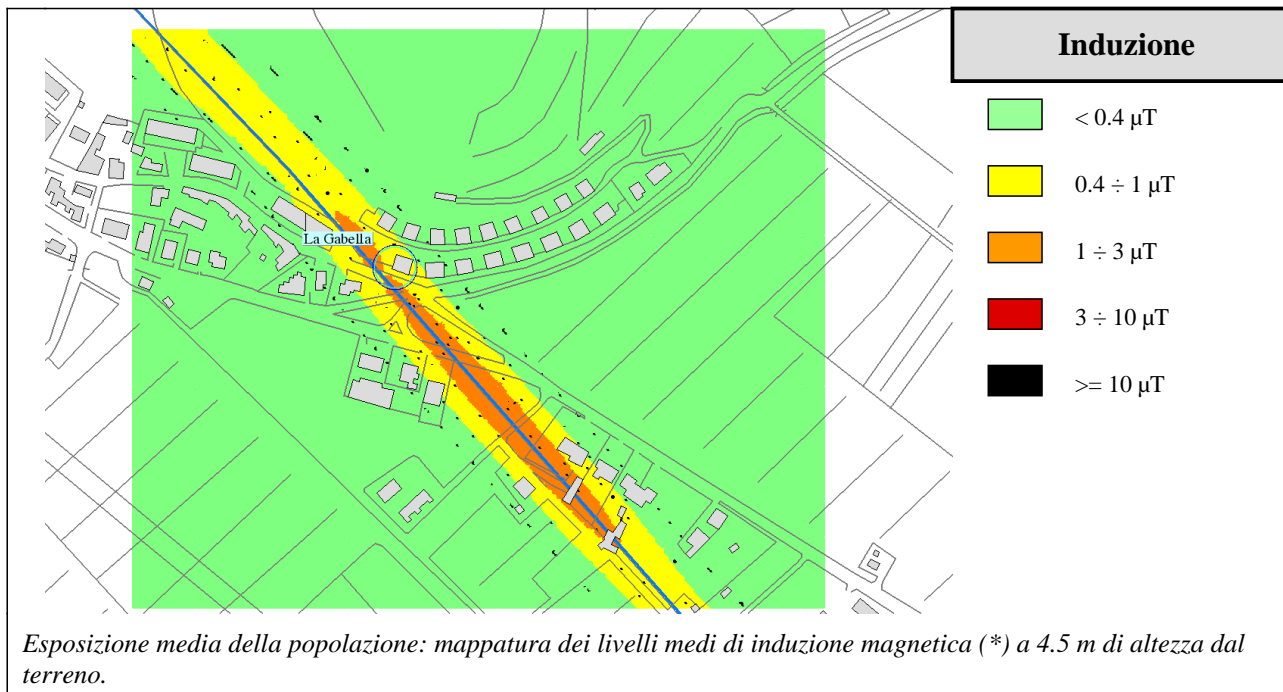 Induzione
< 0.4 µT
0.4 ÷ 1 µT
1 ÷ 3 µT
3 ÷ 10 µT
>= 10 µT
La Gabella
Esposizione media della popolazione: mappatura dei livelli medi di induzione magnetica (*) a 4.5 m di altezza dal
terreno.